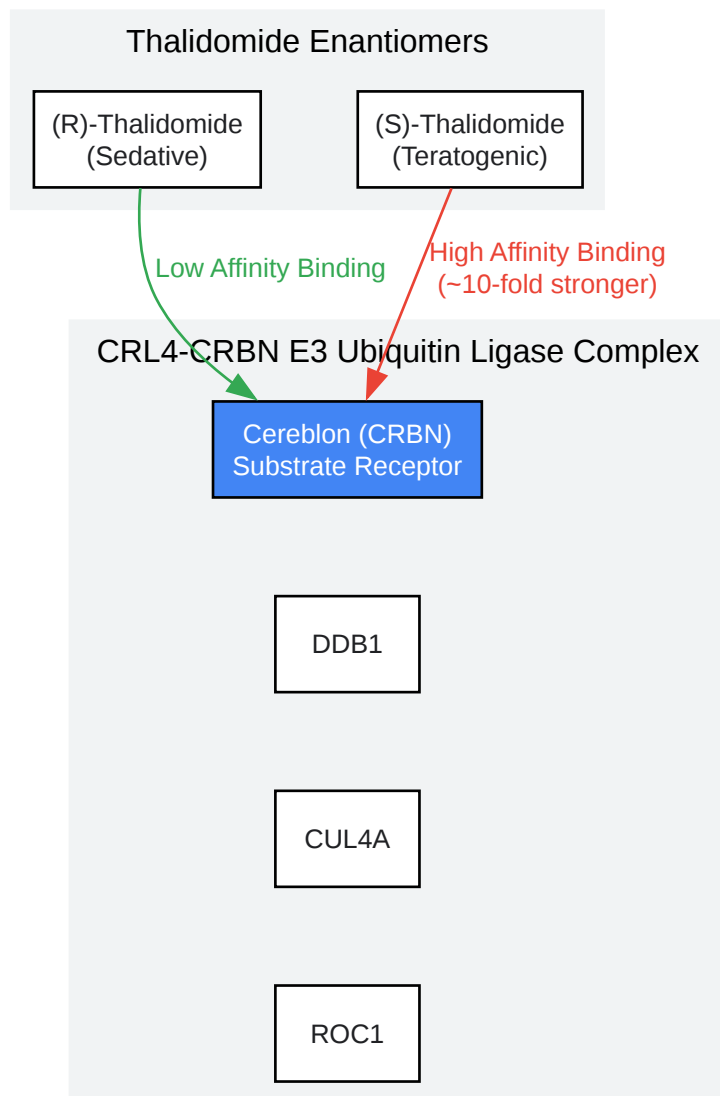 Thalidomide Enantiomers
(R)-Thalidomide
(Sedative)
(S)-Thalidomide
(Teratogenic)
Low Affinity Binding
High Affinity Binding
(~10-fold stronger)
CRL4-CRBN E3 Ubiquitin Ligase Complex
Cereblon (CRBN)
Substrate Receptor
DDB1
CUL4A
ROC1